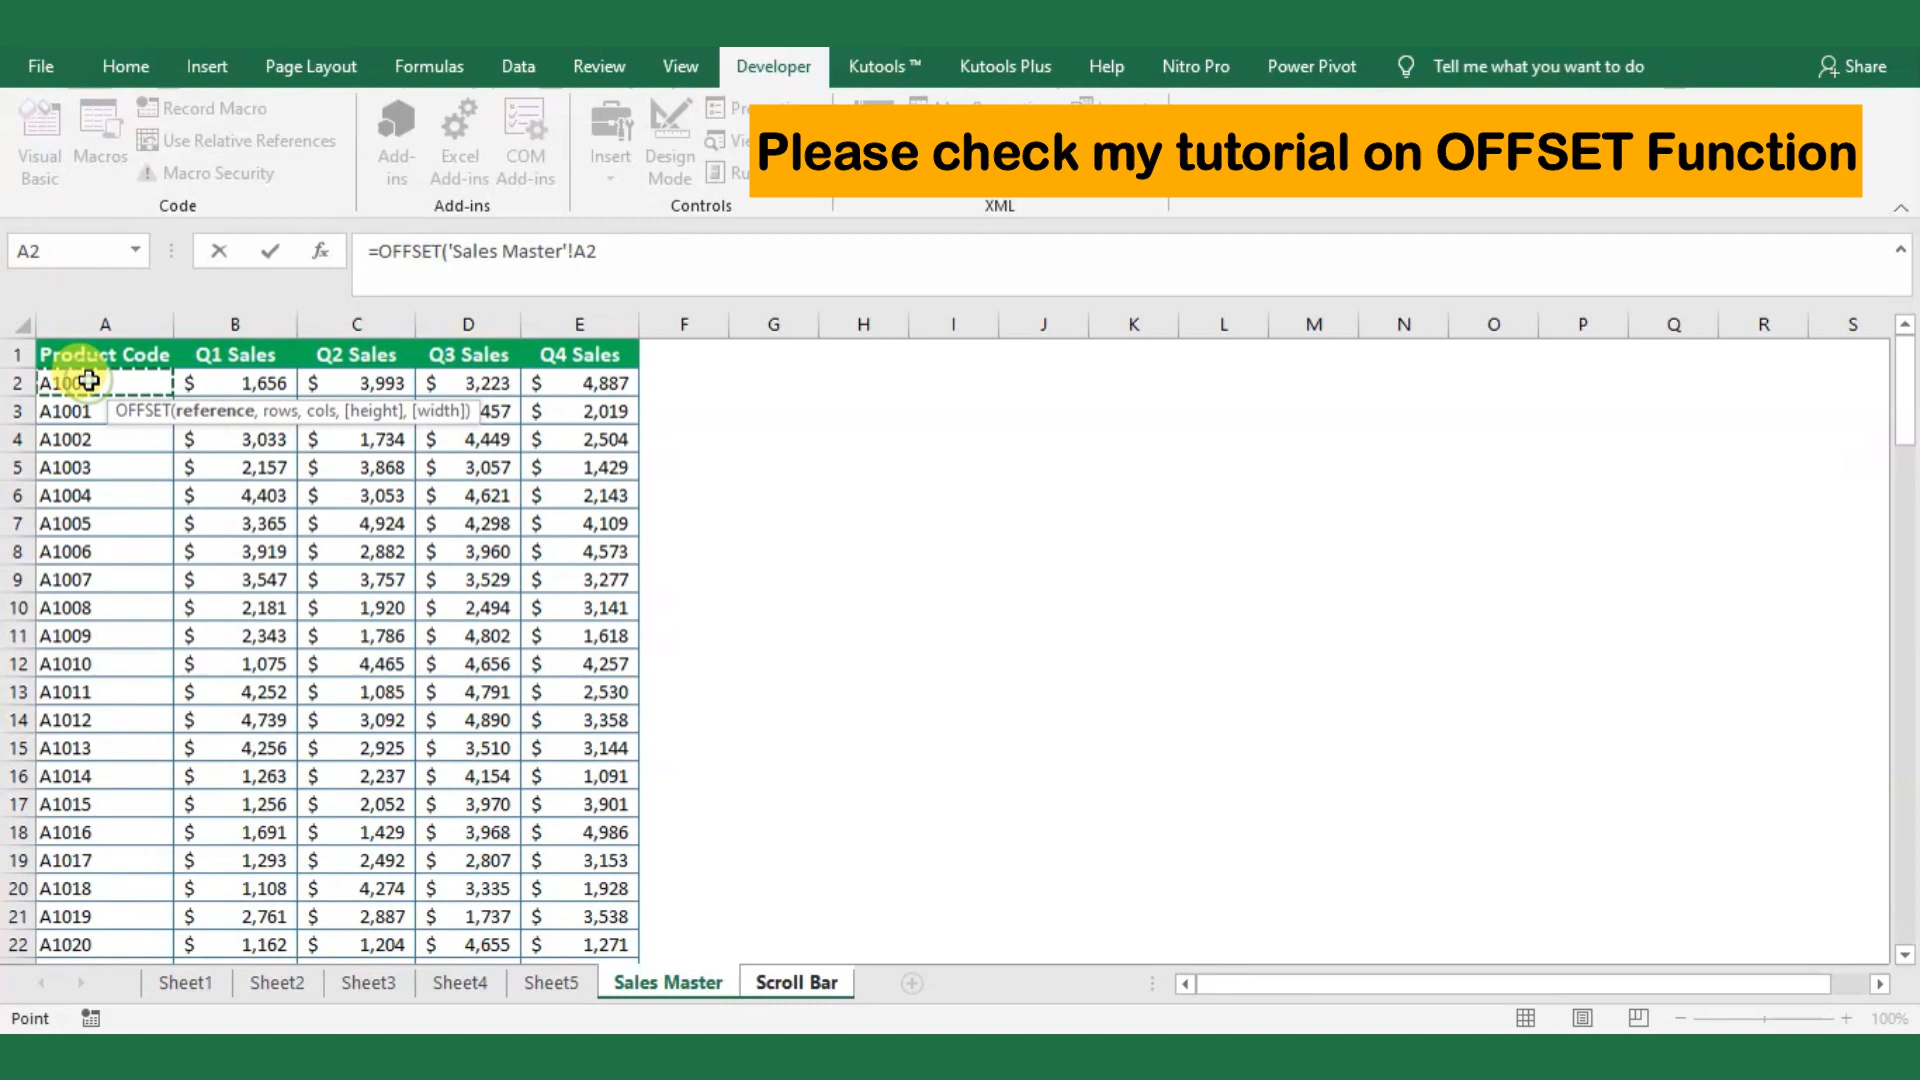 File Home Insert Page Layout Formulas Data Review View Developer Kutools ™ Kutools Plus Help Nitro Pro Power Pivot Tell me what you want to do Share
Visual Basic
Macros
Record Macro
Use Relative References
Macro Security
Code
Add-ins
Excel Add-ins
COM Add-ins
Add-ins
Insert
Design Mode
Controls
XML
Please check my tutorial on OFFSET Function
A2 fx =OFFSET('Sales Master'!A2
A B C D E F G H I J K L M N O P Q R S
1 Product Code Q1 Sales Q2 Sales Q3 Sales Q4 Sales
2 $ 1,656 $ 3,993 $ 3,223 $ 4,887
3 A1001 OFFSET(reference, rows, cols, [height], [width]) 457 $ 2,019
4 A1002 $ 3,033 $ 1,734 $ 4,449 $ 2,504
5 A1003 $ 2,157 $ 3,868 $ 3,057 $ 1,429
6 A1004 $ 4,403 $ 3,053 $ 4,621 $ 2,143
7 A1005 $ 3,365 $ 4,924 $ 4,298 $ 4,109
8 A1006 $ 3,919 $ 2,882 $ 3,960 $ 4,573
9 A1007 $ 3,547 $ 3,757 $ 3,529 $ 3,277
10 A1008 $ 2,181 $ 1,920 $ 2,494 $ 3,141
11 A1009 $ 2,343 $ 1,786 $ 4,802 $ 1,618
12 A1010 $ 1,075 $ 4,465 $ 4,656 $ 4,257
13 A1011 $ 4,252 $ 1,085 $ 4,791 $ 2,530
14 A1012 $ 4,739 $ 3,092 $ 4,890 $ 3,358
15 A1013 $ 4,256 $ 2,925 $ 3,510 $ 3,144
16 A1014 $ 1,263 $ 2,237 $ 4,154 $ 1,091
17 A1015 $ 1,256 $ 2,052 $ 3,970 $ 3,901
18 A1016 $ 1,691 $ 1,429 $ 3,968 $ 4,986
19 A1017 $ 1,293 $ 2,492 $ 2,807 $ 3,153
20 A1018 $ 1,108 $ 4,274 $ 3,335 $ 1,928
21 A1019 $ 2,761 $ 2,887 $ 1,737 $ 3,538
22 A1020 $ 1,162 $ 1,204 $ 4,655 $ 1,271
Sheet1 Sheet2 Sheet3 Sheet4 Sheet5 Sales Master Scroll Bar
Point 100%